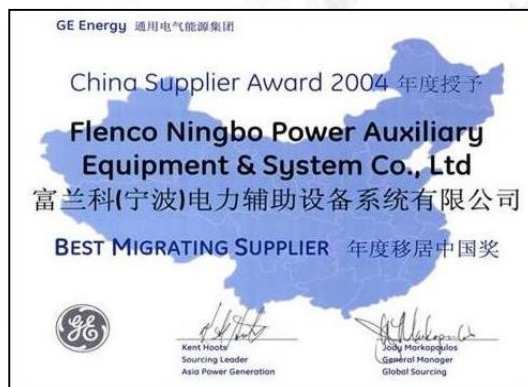 GE Energy 通用电气能源集团
China Supplier Award 2004 年度授予
Flenco Ningbo Power Auxiliary
Equipment & System Co., Ltd
富兰科(宁波)电力辅助设备系统有限公司
BEST MIGRATING SUPPLIER 年度移居中国奖
GE
Kent Hoots
Sourcing Leader
Asia Power Generation
Jody Markopoulos
General Manager
Global Sourcing